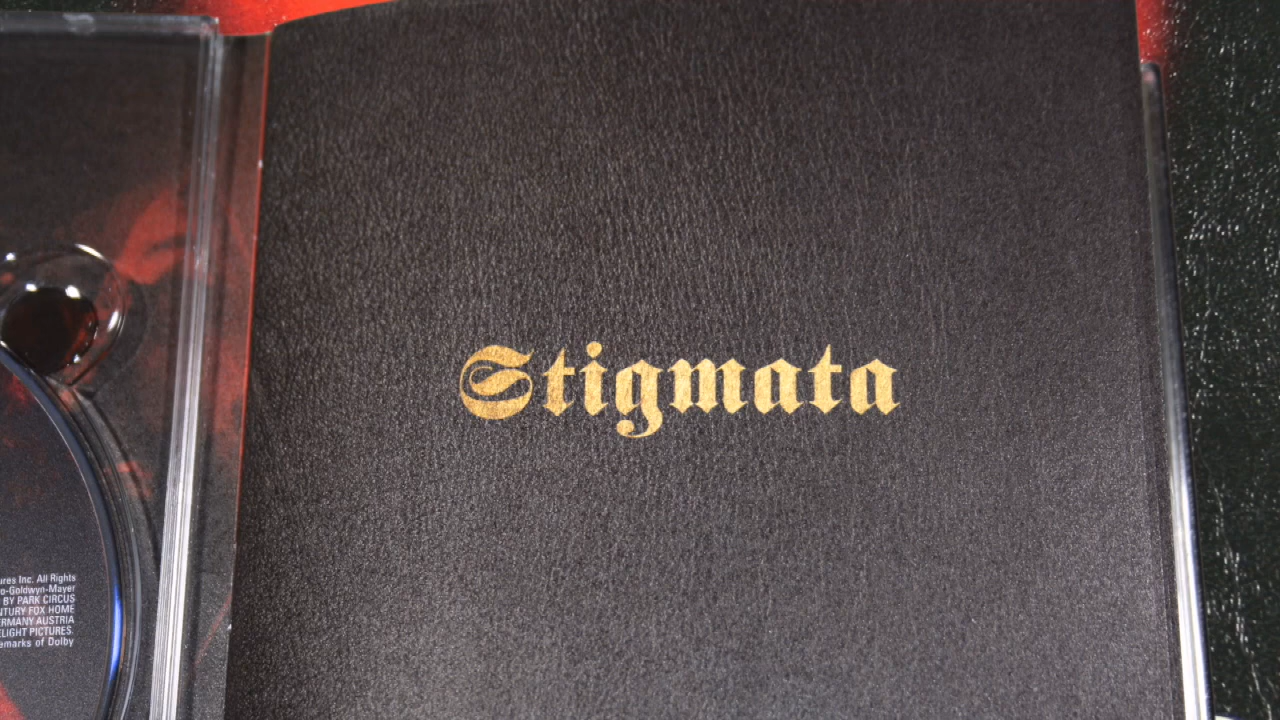 Stigmata
ures Inc. All Rights
o-Goldwyn-Mayer
BY PARK CIRCUS
NTURY FOX HOME
ERMANY AUSTRIA
ELIGHT PICTURES.
emarks of Dolby